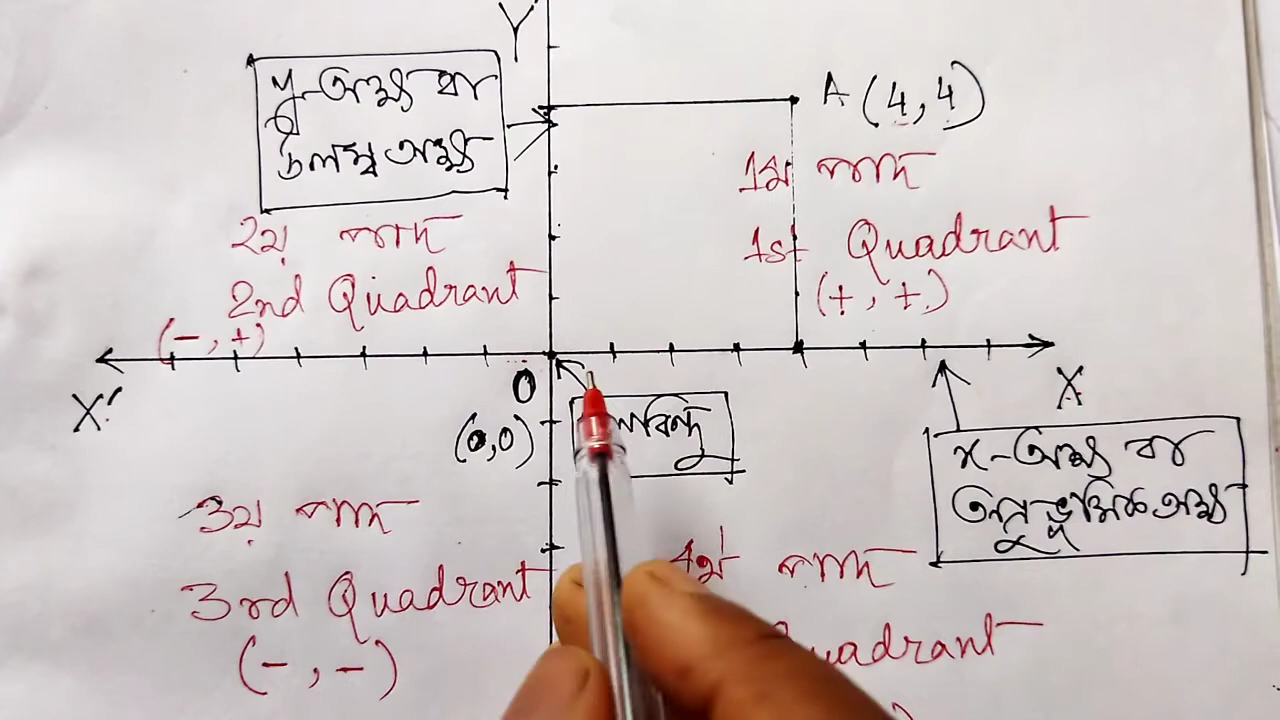 Y
y-অক্ষ বা
উলম্ব অক্ষ
A (4, 4)
1ম পাদ
1st Quadrant
(+, +)
2য় পাদ
2nd Quadrant
(-, +)
X'
O
(0,0)
X
x-অক্ষ বা
অনুভূমিক অক্ষ
3য় পাদ
3rd Quadrant
(-, -)
4র্থ পাদ